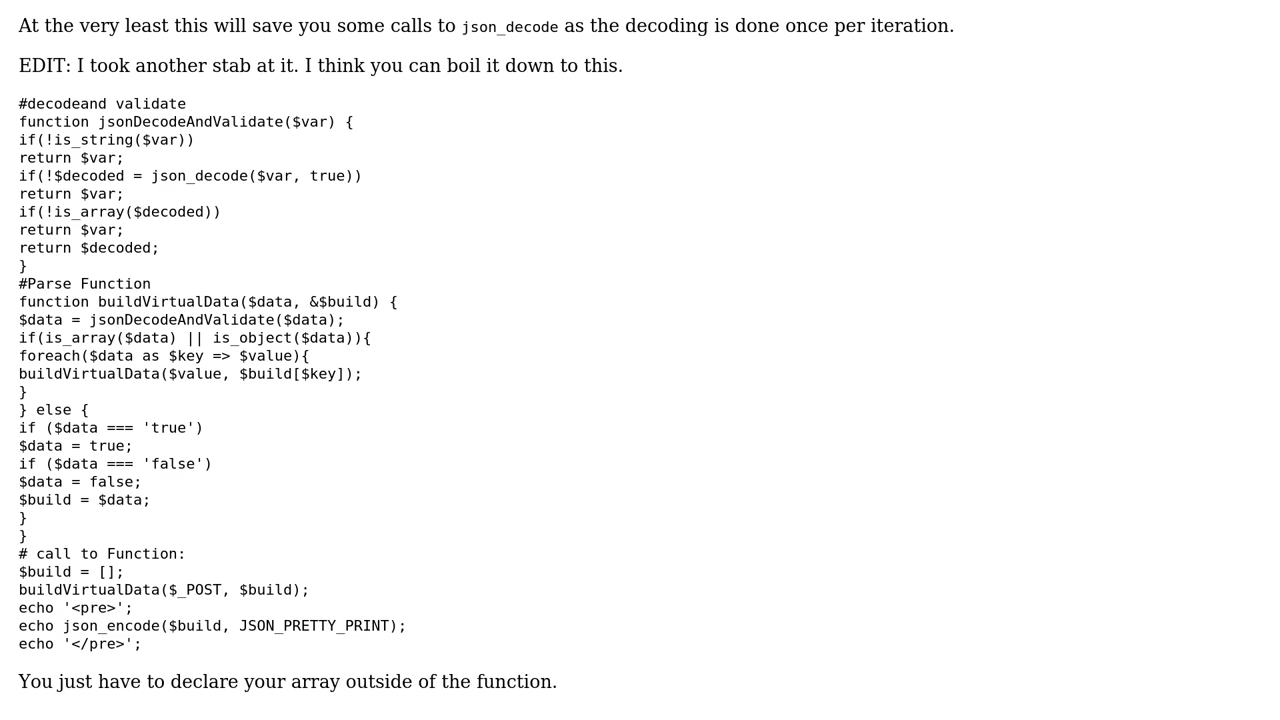 At the very least this will save you some calls to json_decode as the decoding is done once per iteration.
EDIT: I took another stab at it. I think you can boil it down to this.
#decodeand validate
function jsonDecodeAndValidate($var) {
if(!is_string($var))
return $var;
if(!$decoded = json_decode($var, true))
return $var;
if(!is_array($decoded))
return $var;
return $decoded;
}
#Parse Function
function buildVirtualData($data, &$build) {
$data = jsonDecodeAndValidate($data);
if(is_array($data) || is_object($data)){
foreach($data as $key => $value){
buildVirtualData($value, $build[$key]);
}
} else {
if ($data === 'true')
$data = true;
if ($data === 'false')
$data = false;
$build = $data;
}
}
# call to Function:
$build = [];
buildVirtualData($_POST, $build);
echo '<pre>';
echo json_encode($build, JSON_PRETTY_PRINT);
echo '</pre>';
You just have to declare your array outside of the function.